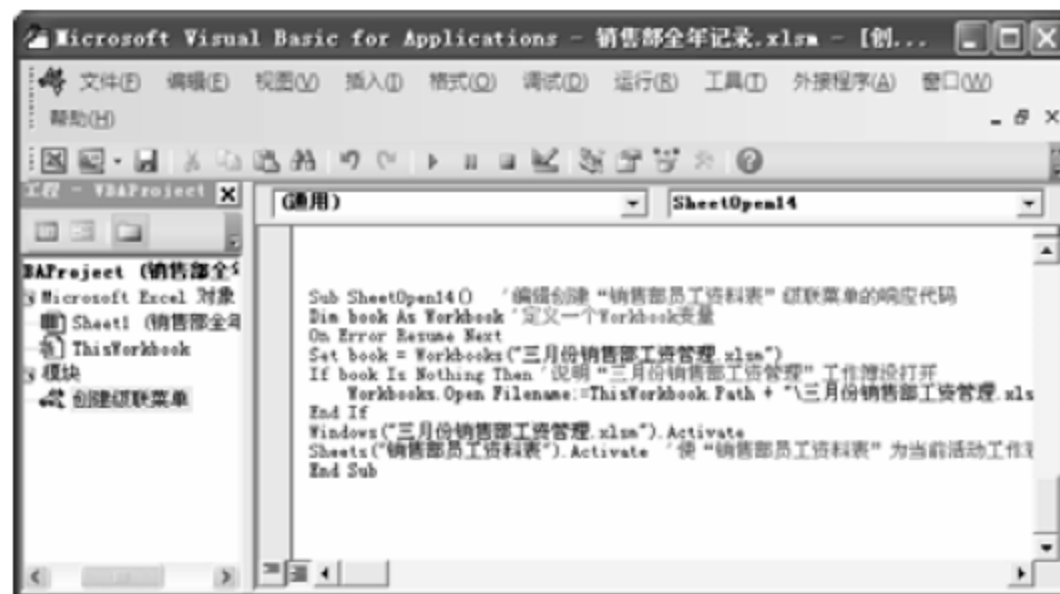 Microsoft Visual Basic for Applications - 销售部全年记录.xlsm - [创...
文件(F) 编辑(E) 视图(V) 插入(I) 格式(O) 调试(D) 运行(R) 工具(T) 外接程序(A) 窗口(W)
帮助(H)
工程 - VBAProject
(通用) SheetOpen14
BAProject (销售部全年
Microsoft Excel 对象
Sheet1 (销售部全年
ThisWorkbook
模块
创建级联菜单
Sub SheetOpen14() '编辑创建“销售部员工资料表”级联菜单的响应代码
Dim book As Workbook '定义一个Workbook变量
On Error Resume Next
Set book = Workbooks("三月份销售部工资管理.xlsm")
If book Is Nothing Then '说明“三月份销售部工资管理”工作簿没打开
Workbooks.Open Filename:=ThisWorkbook.Path + "\三月份销售部工资管理.xls
End If
Windows("三月份销售部工资管理.xlsm").Activate
Sheets("销售部员工资料表").Activate '使“销售部员工资料表”为当前活动工作
End Sub